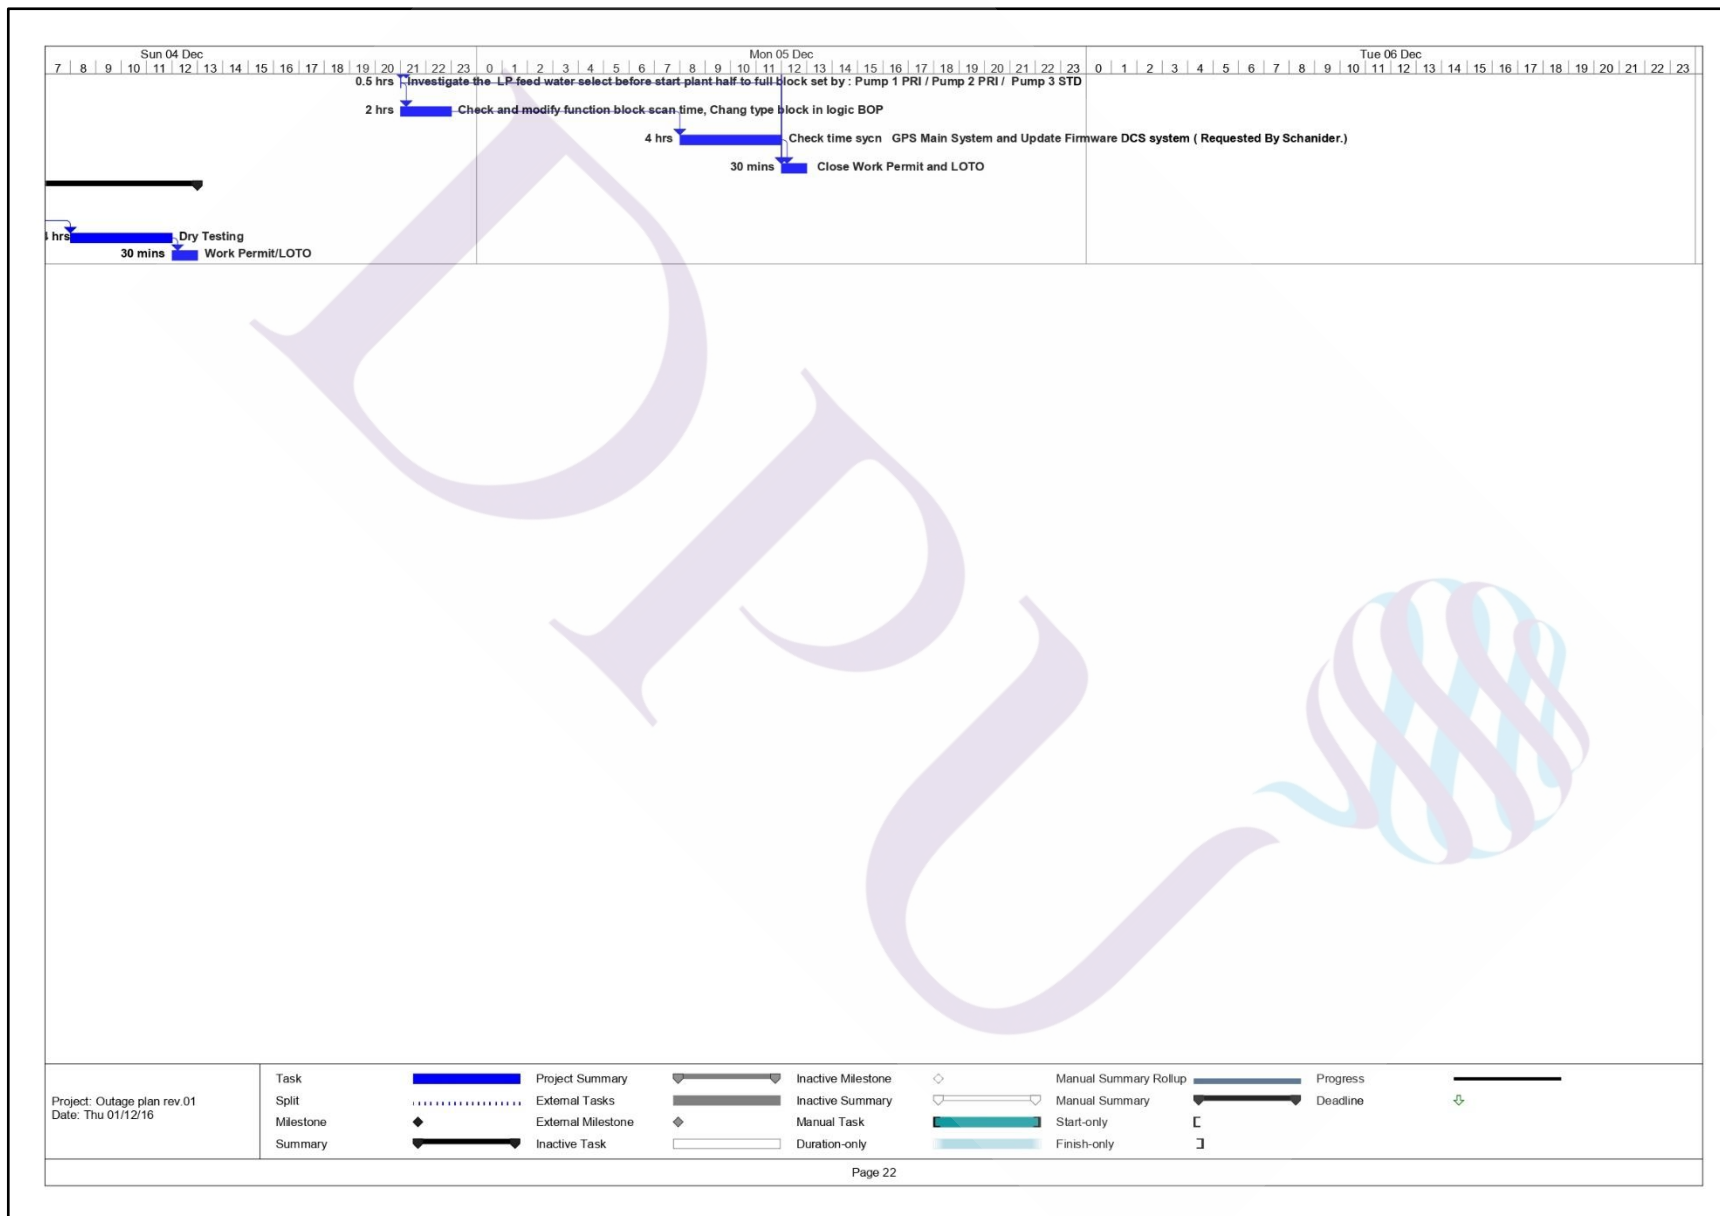 Sun 04 Dec Mon 05 Dec Tue 06 Dec
7 8 9 10 11 12 13 14 15 16 17 18 19 20 21 22 23 0 1 2 3 4 5 6 7 8 9 10 11 12 13 14 15 16 17 18 19 20 21 22 23 0 1 2 3 4 5 6 7 8 9 10 11 12 13 14 15 16 17 18 19 20 21 22 23
0.5 hrs Investigate the LP feed water select before start plant half to full block set by : Pump 1 PRI / Pump 2 PRI / Pump 3 STD
2 hrs Check and modify function block scan time, Chang type block in logic BOP
4 hrs Check time sycn GPS Main System and Update Firmware DCS system ( Requested By Schanider.)
30 mins Close Work Permit and LOTO
4 hrs Dry Testing
30 mins Work Permit/LOTO
DPU
Project: Outage plan rev.01
Date: Thu 01/12/16
Task Project Summary Inactive Milestone Manual Summary Rollup Progress
Split External Tasks Inactive Summary Manual Summary Deadline
Milestone External Milestone Manual Task Start-only
Summary Inactive Task Duration-only Finish-only
Page 22